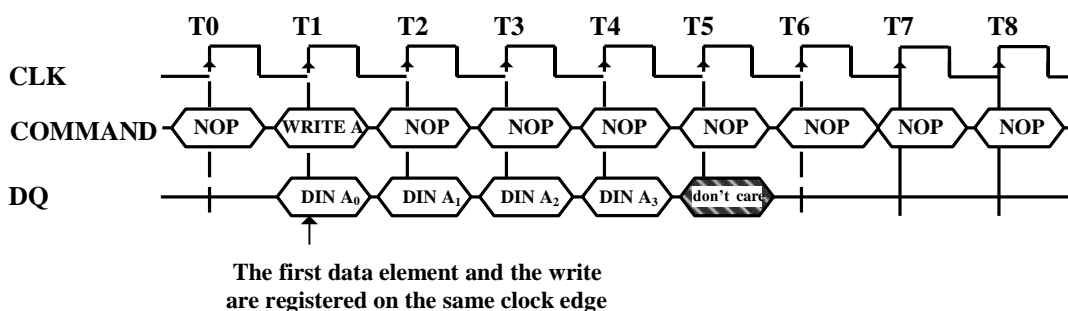 T0 T1 T2 T3 T4 T5 T6 T7 T8
CLK
COMMAND NOP WRITE A NOP NOP NOP NOP NOP NOP NOP
DQ DIN A₀ DIN A₁ DIN A₂ DIN A₃ don't care
The first data element and the write
are registered on the same clock edge